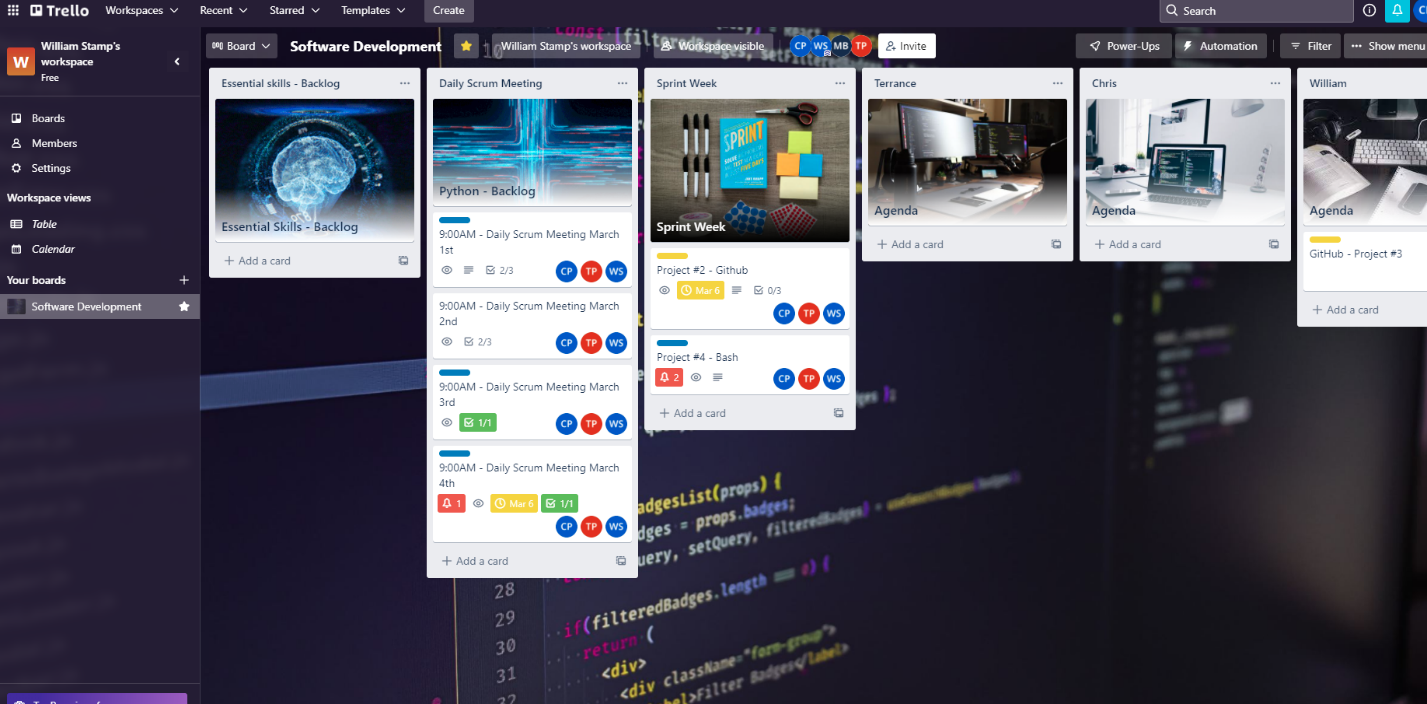 Trello
Workspaces
Recent
Starred
Templates
Create
Search
W
William Stamp's
workspace
Free
Boards
Members
Settings
Workspace views
Table
Calendar
Your boards
Software Development
Board
Software Development
William Stamp's workspace
Workspace visible
CP
WS
MB
TP
Invite
Power-Ups
Automation
Filter
Show menu
Essential skills - Backlog
Essential Skills - Backlog
Add a card
Daily Scrum Meeting
Python - Backlog
9:00AM - Daily Scrum Meeting March
1st
2/3
CP TP WS
9:00AM - Daily Scrum Meeting March
2nd
2/3
CP TP WS
9:00AM - Daily Scrum Meeting March
3rd
1/1
CP TP WS
9:00AM - Daily Scrum Meeting March
4th
1
Mar 6
1/1
CP TP WS
Add a card
Sprint Week
SPRINT
Sprint Week
Project #2 - Github
Mar 6
0/3
CP TP WS
Project #4 - Bash
2
CP TP WS
Add a card
Terrance
Agenda
Add a card
Chris
Agenda
Add a card
William
Agenda
GitHub - Project #3
Add a card
adgesList(props) {
dges = props.badges;
uery, setQuery, filteredBadges} = useSearchBadges(badges)
28
29 if(filteredBadges.length === 0) {
30 return (
31 <div>
<div className="form-group">
<label>Filter Badges</label>